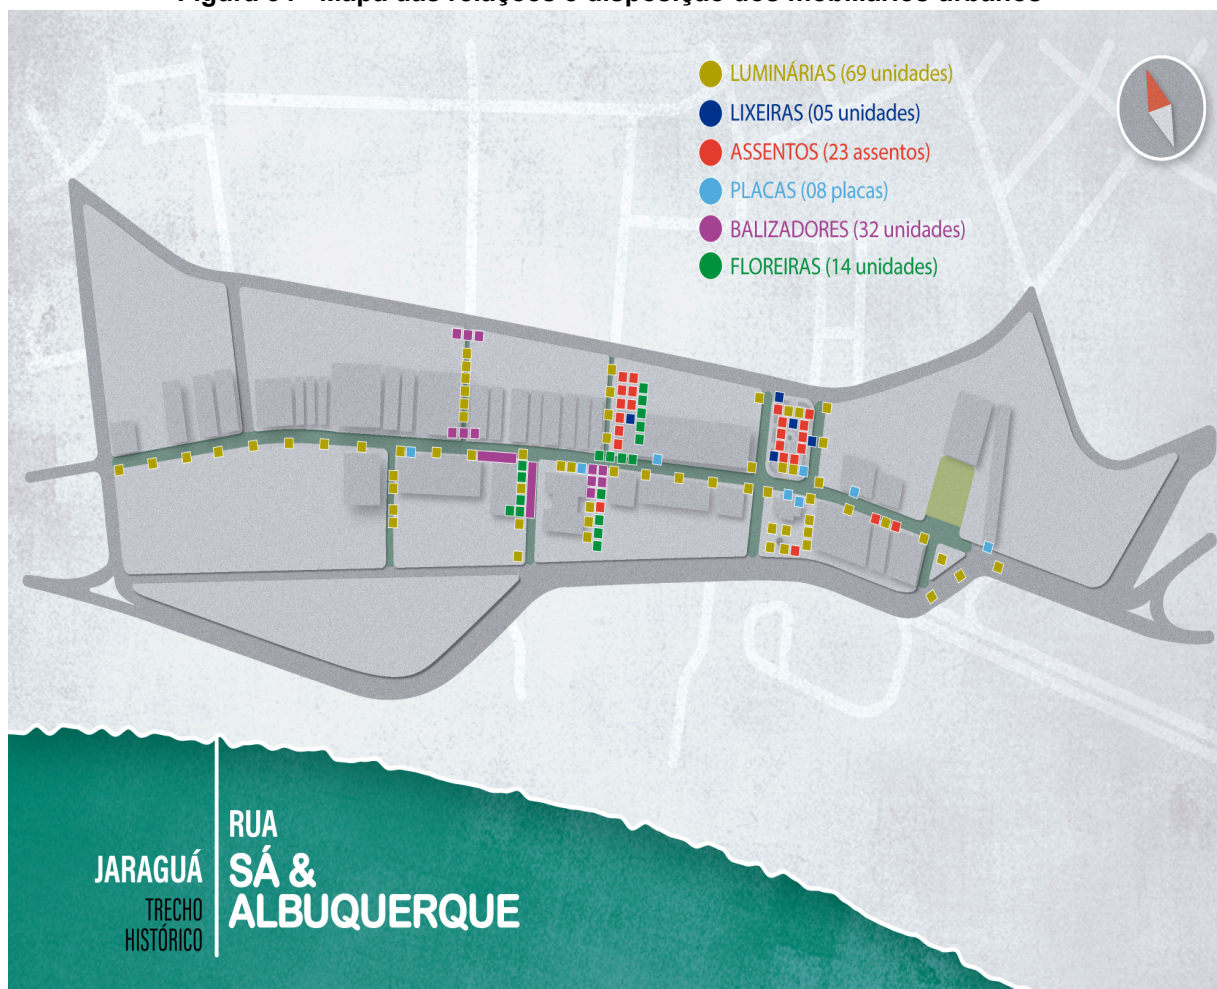 LUMINÁRIAS (69 unidades)
LIXEIRAS (05 unidades)
ASSENTOS (23 assentos)
PLACAS (08 placas)
BALIZADORES (32 unidades)
FLOREIRAS (14 unidades)
JARAGUÁ
TRECHO
HISTÓRICO
RUA
SÁ &
ALBUQUERQUE